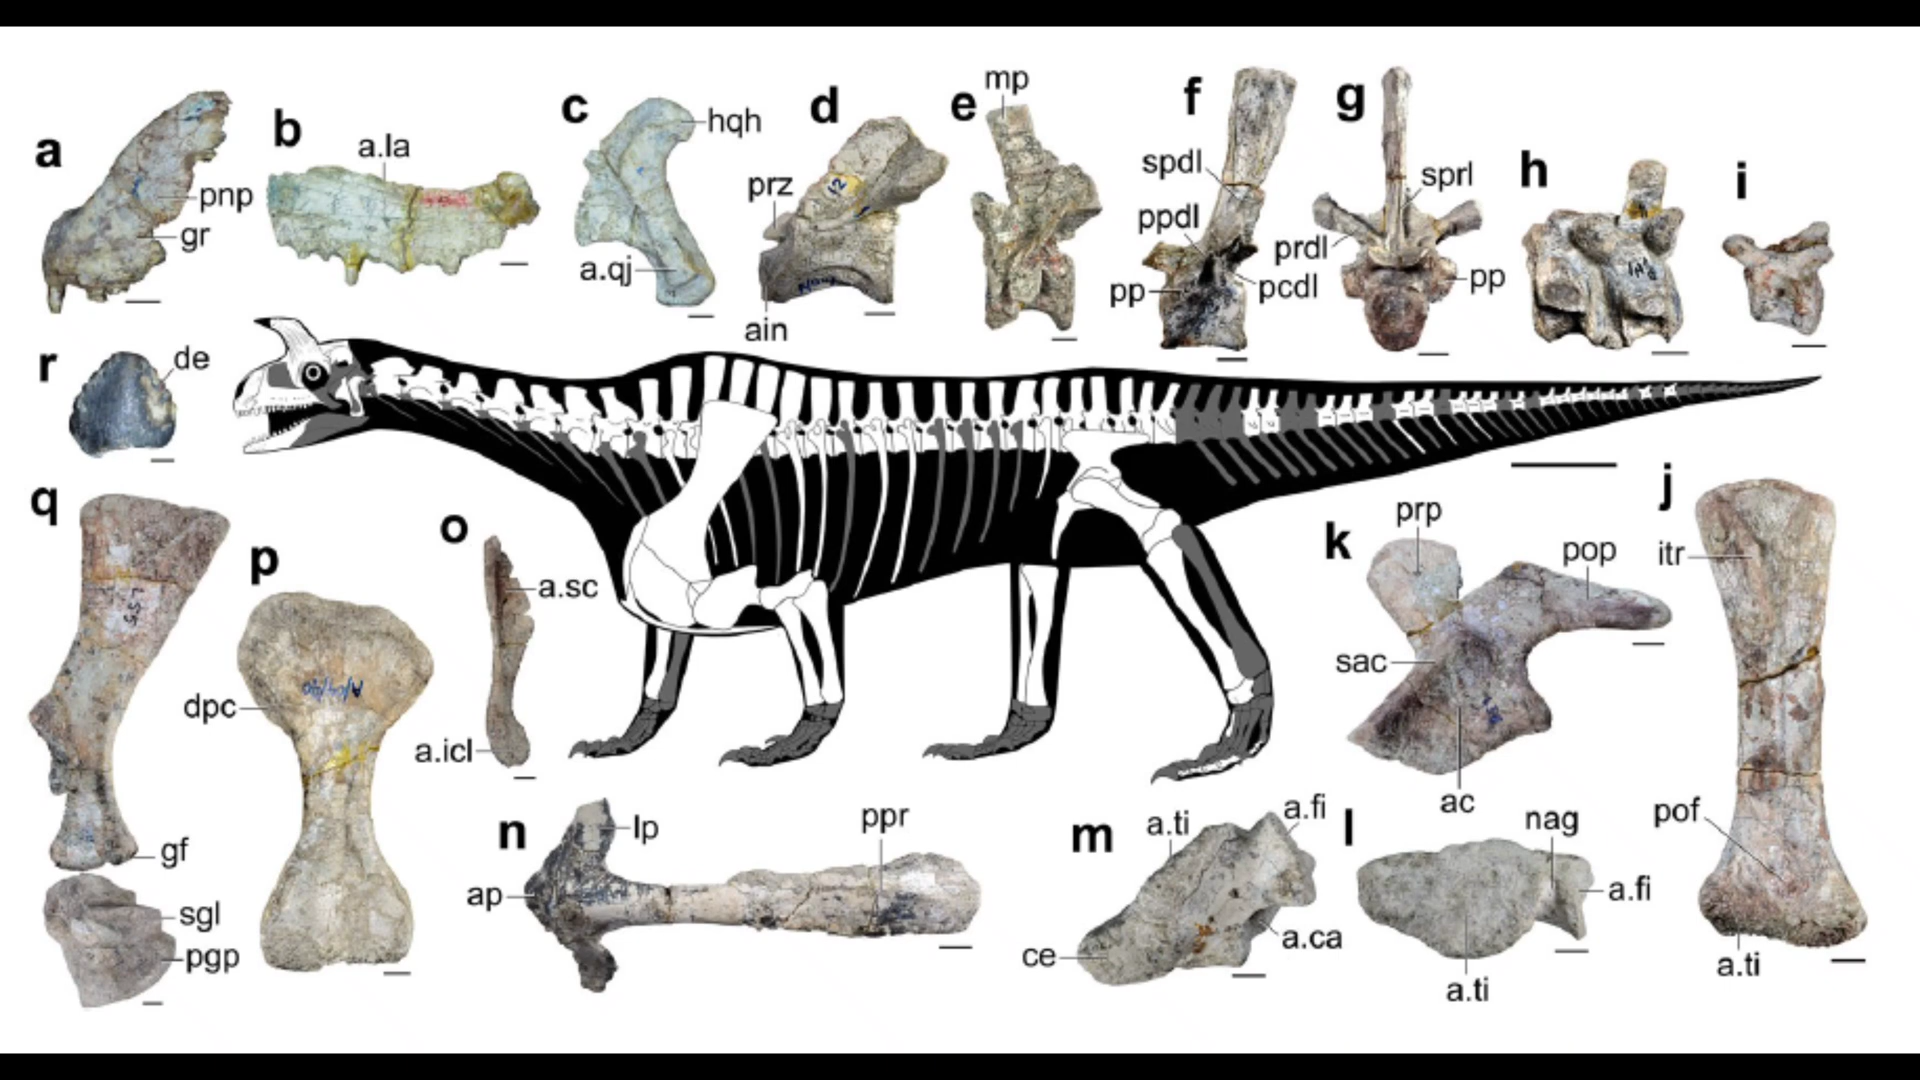 a
pnp
gr
b
a.la
c
hqh
a.qj
d
prz
ain
e
mp
f
spdl
ppdl
pp
pcdl
g
sprl
prdl
pp
h
i
r
de
q
gf
sgl
pgp
p
dpc
o
a.sc
a.icl
n
lp
ap
ppr
m
a.ti
a.fi
ce
a.ca
l
nag
a.fi
a.ti
k
prp
pop
sac
ac
j
itr
pof
a.ti